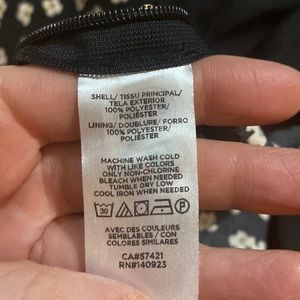 SHELL/ TISSU PRINCIPAL/
TELA EXTERIOR
100% POLYESTER/
POLIÉSTER
LINING/ DOUBLURE/ FORRO
100% POLYESTER/
POLIÉSTER
MACHINE WASH COLD
WITH LIKE COLORS
ONLY NON-CHLORINE
BLEACH WHEN NEEDED
TUMBLE DRY LOW
COOL IRON WHEN NEEDED
30 P
AVEC DES COULEURS
SEMBLABLES / CON
COLORES SIMILARES
CA#57421
RN#140923